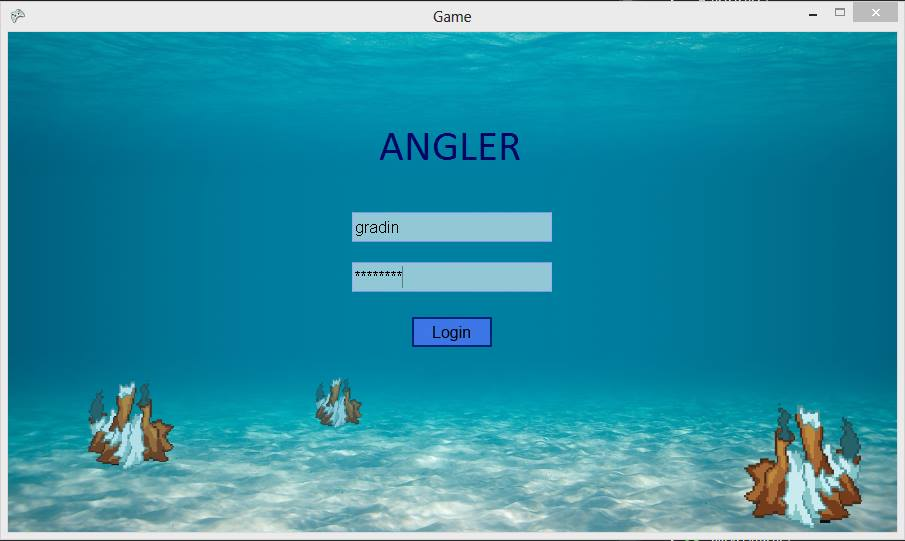 Game
ANGLER
gradin
********
Login